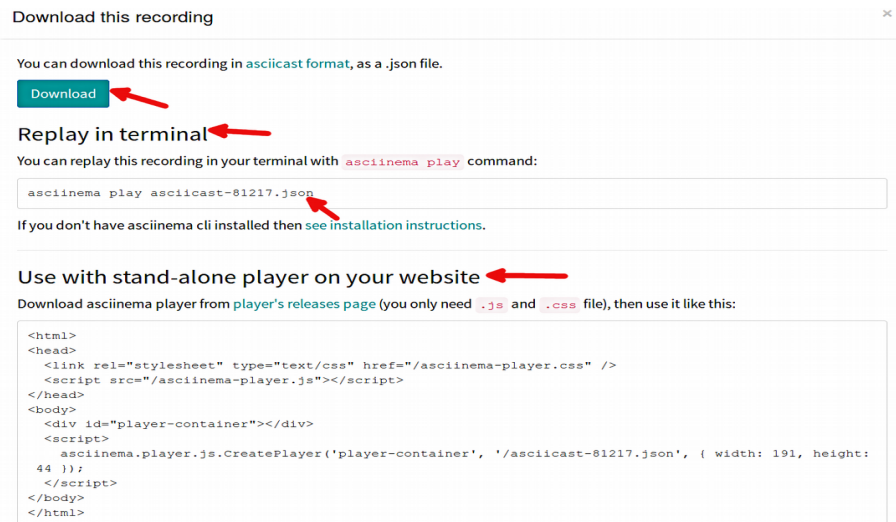 Download this recording
×
You can download this recording in asciicast format, as a .json file.
Download
Replay in terminal
You can replay this recording in your terminal with asciinema play command:
asciinema play asciicast-81217.json
If you don't have asciinema cli installed then see installation instructions.
Use with stand-alone player on your website
Download asciinema player from player's releases page (you only need .js and .css file), then use it like this:
<html>
<head>
  <link rel="stylesheet" type="text/css" href="/asciinema-player.css" />
  <script src="/asciinema-player.js"></script>
</head>
<body>
  <div id="player-container"></div>
  <script>
    asciinema.player.js.CreatePlayer('player-container', '/asciicast-81217.json', { width: 191, height:
 44 });
  </script>
</body>
</html>